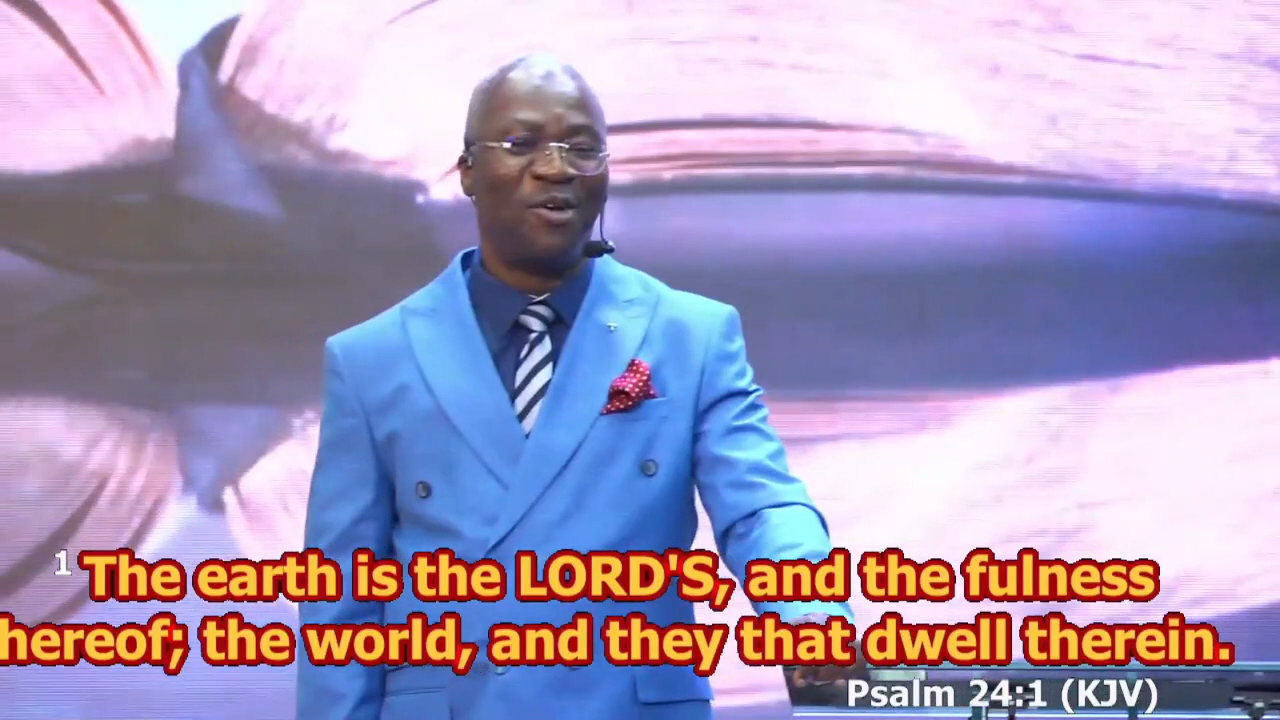 1 The earth is the LORD'S, and the fulness
hereof; the world, and they that dwell therein.
Psalm 24:1 (KJV)